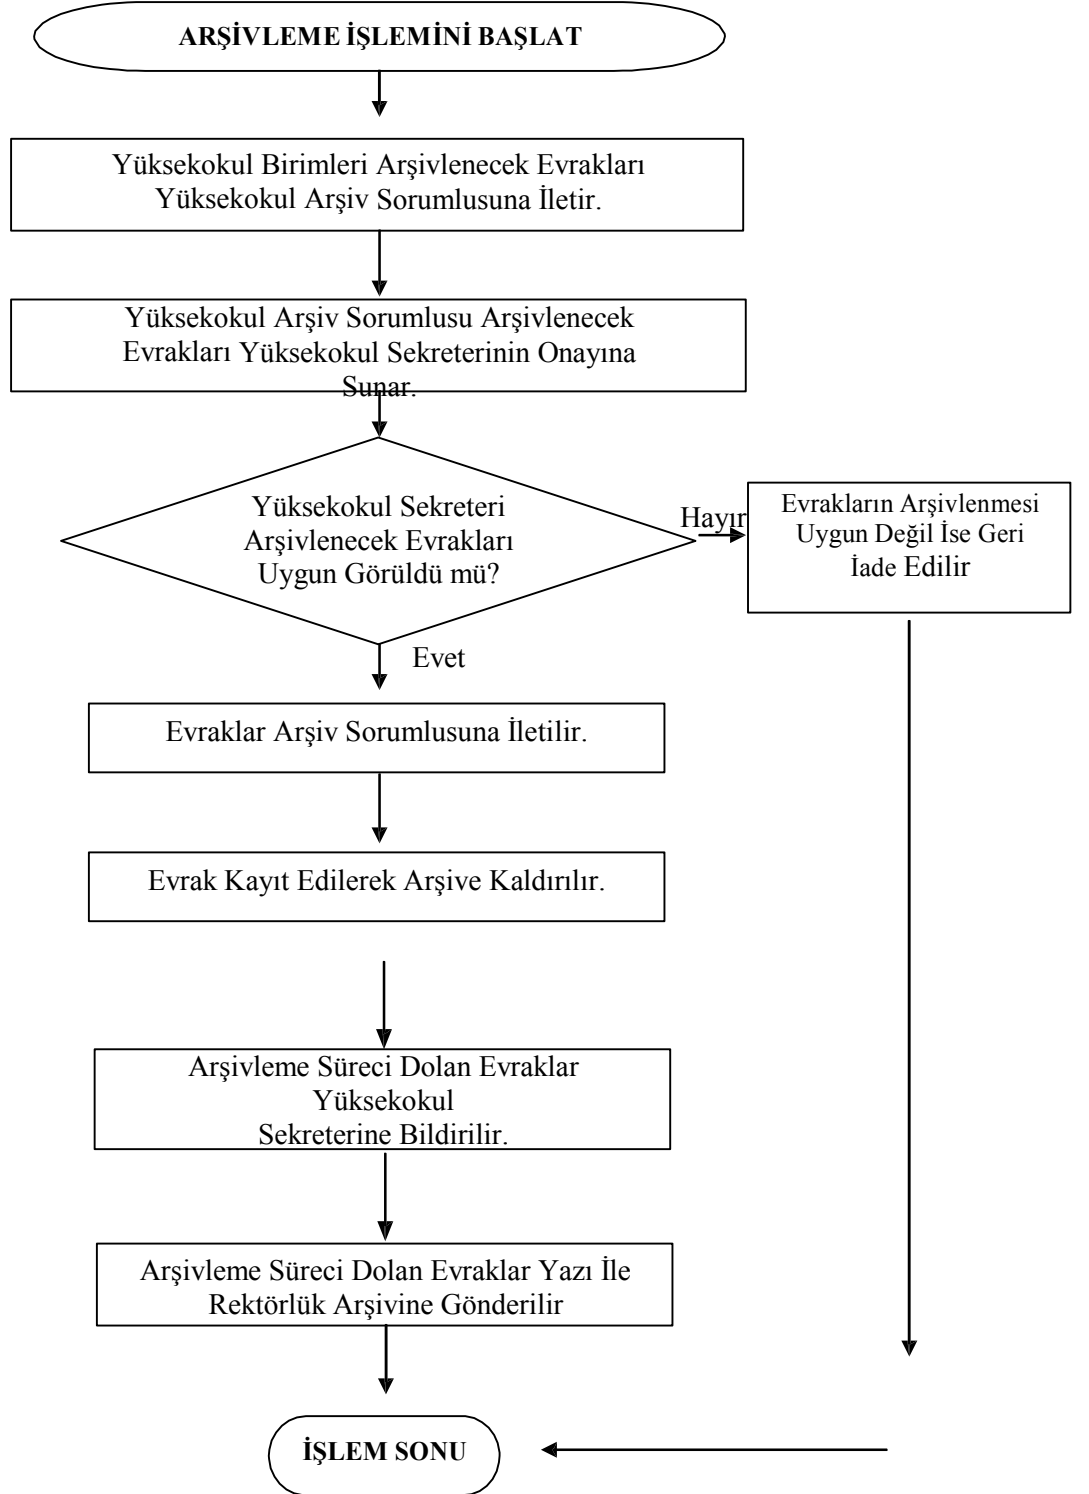 ARŞİVLEME İŞLEMİNİ BAŞLAT
Yüksekokul Birimleri Arşivlenecek Evrakları
Yüksekokul Arşiv Sorumlusuna İletir.
Yüksekokul Arşiv Sorumlusu Arşivlenecek
Evrakları Yüksekokul Sekreterinin Onayına
Sunar.
Yüksekokul Sekreteri
Arşivlenecek Evrakları
Uygun Görüldü mü?
Hayır
Evrakların Arşivlenmesi
Uygun Değil İse Geri
İade Edilir
Evet
Evraklar Arşiv Sorumlusuna İletilir.
Evrak Kayıt Edilerek Arşive Kaldırılır.
Arşivleme Süreci Dolan Evraklar
Yüksekokul
Sekreterine Bildirilir.
Arşivleme Süreci Dolan Evraklar Yazı İle
Rektörlük Arşivine Gönderilir
İŞLEM SONU